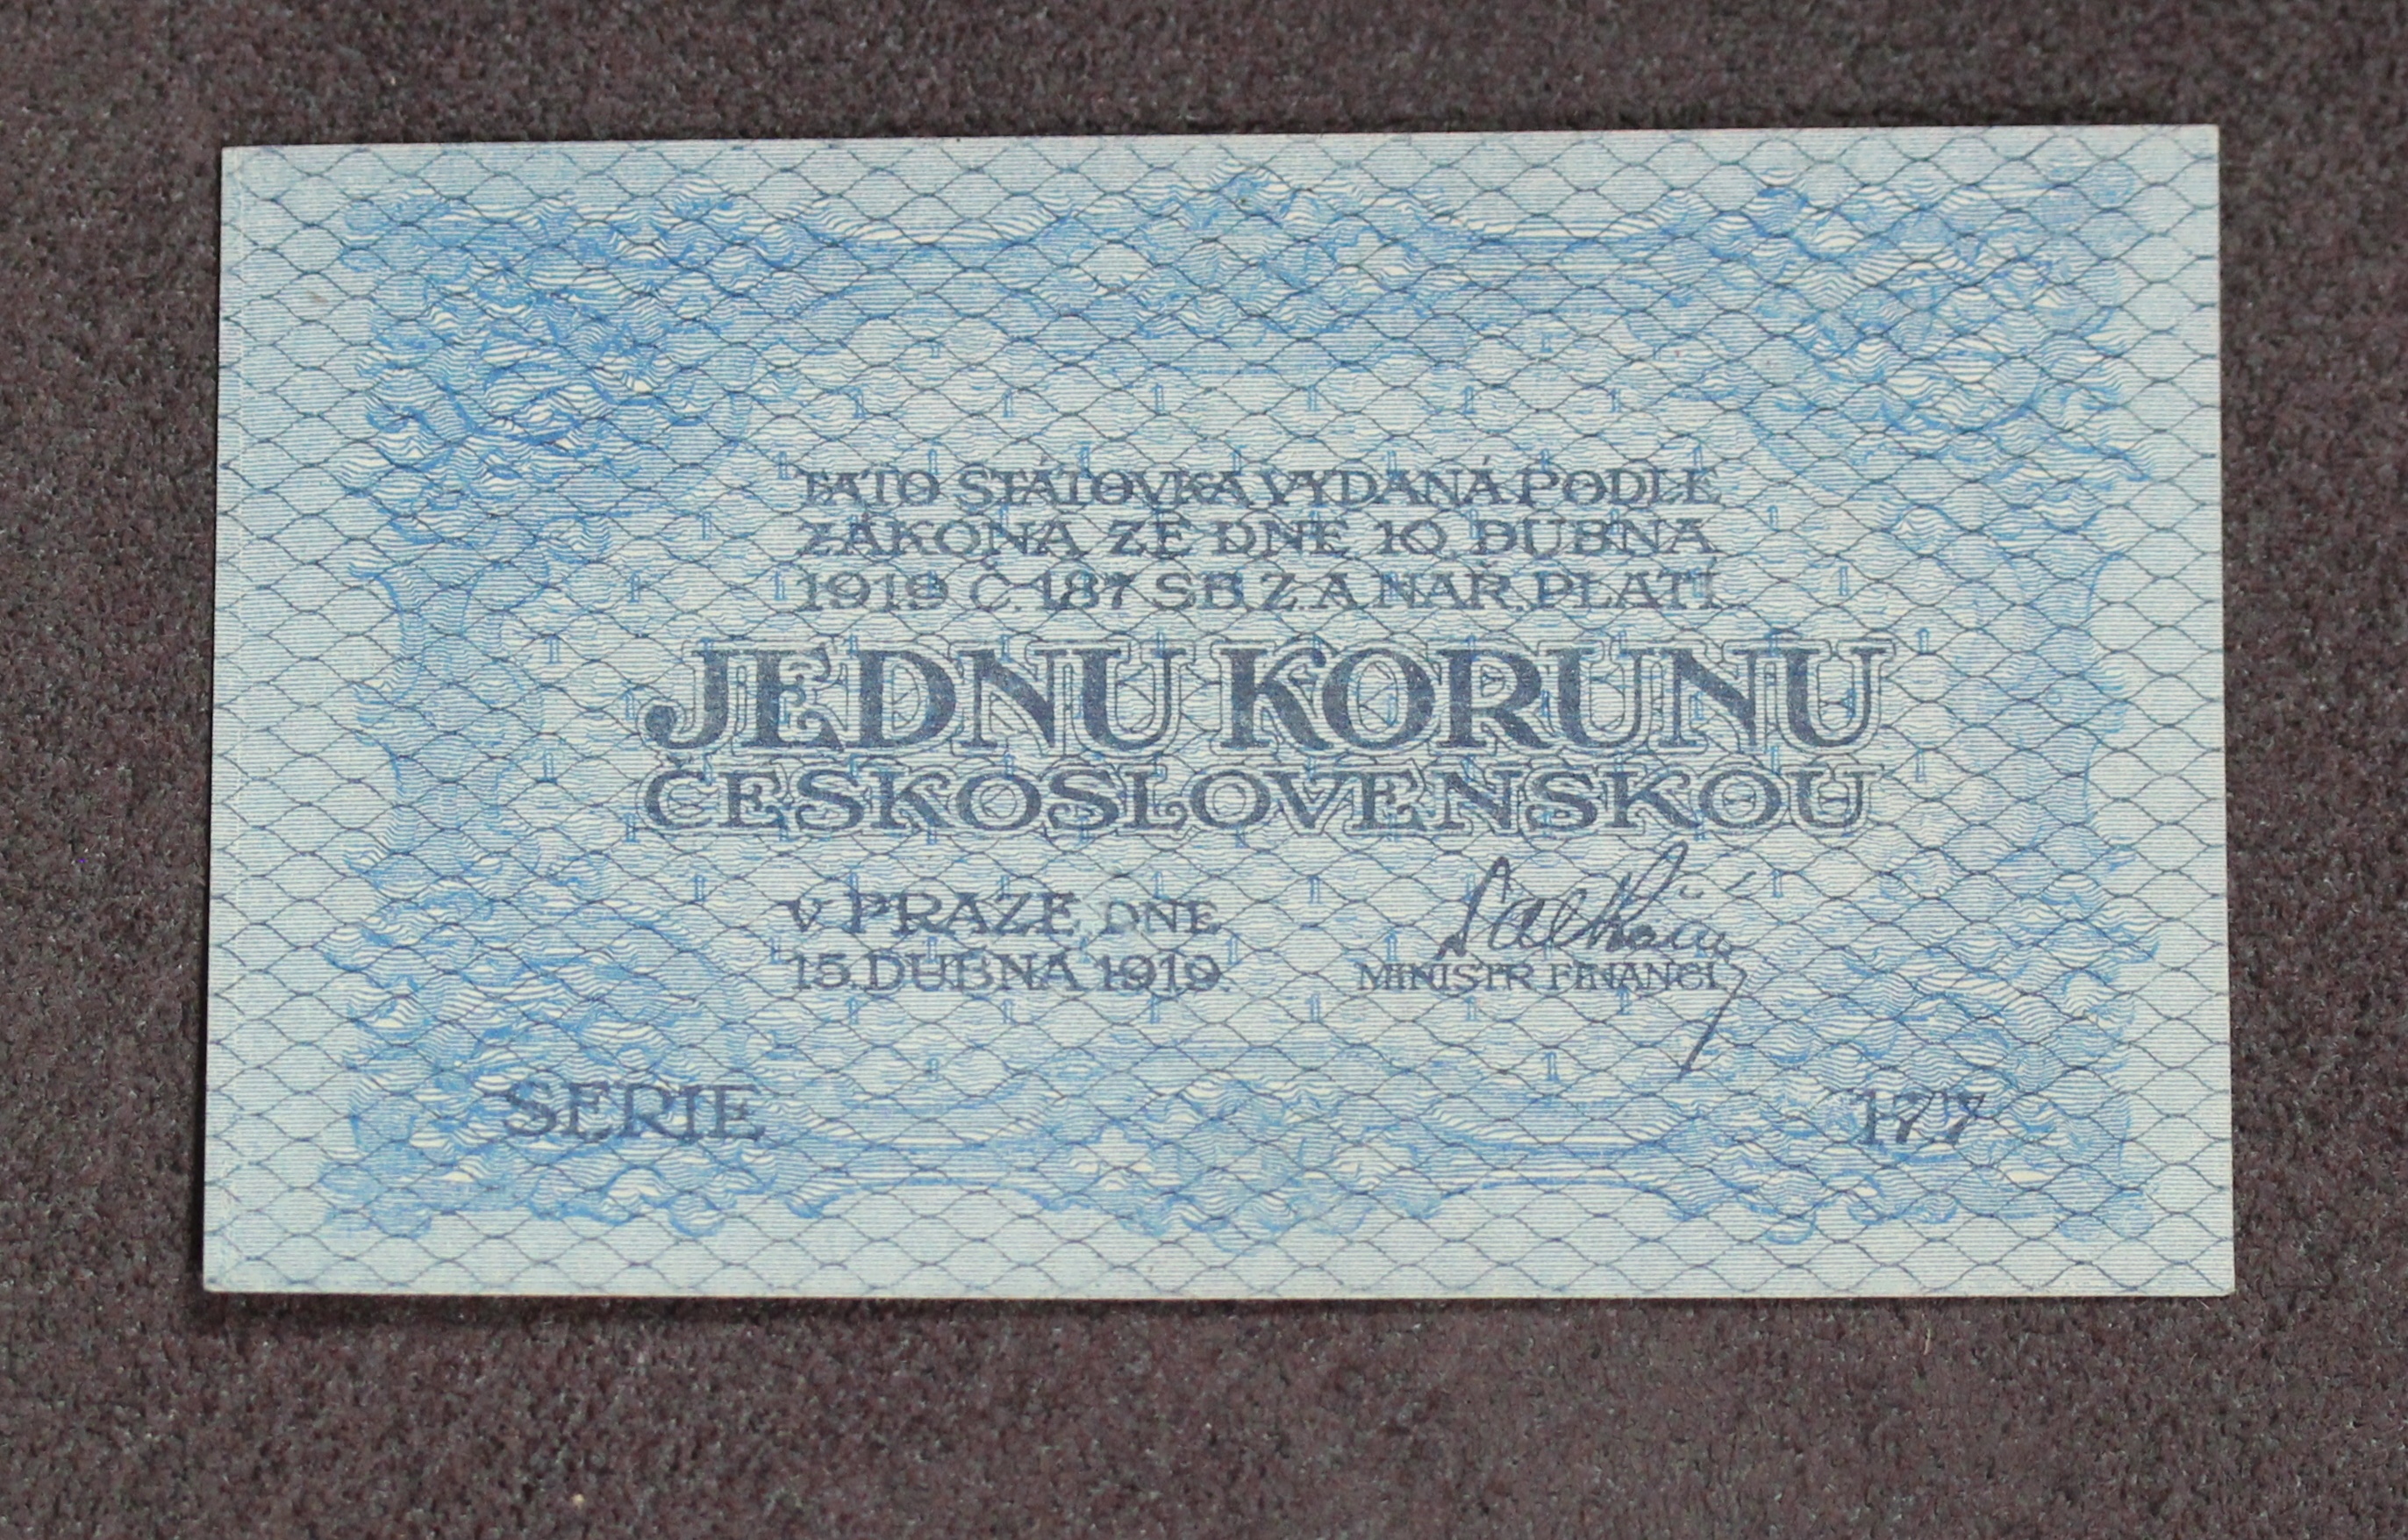 TATO STÁTOVKA VYDANÁ PODLE
ZÁKONA ZE DNE 10. DUBNA
1919 Č. 187 SB. Z. A NAŘ. PLATÍ
JEDNU KORUNU
ČESKOSLOVENSKOU
V PRAZE DNE
15. DUBNA 1919.
MINISTR FINANCÍ
SERIE
177